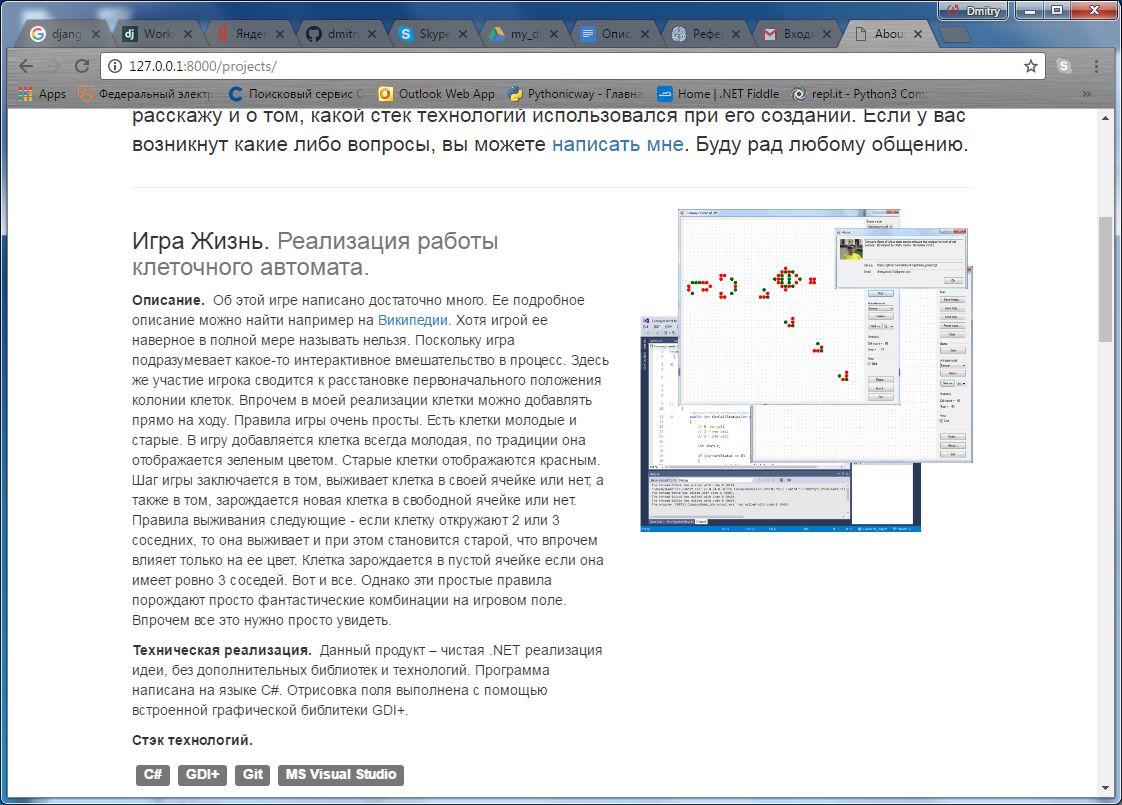 Dmitry
djang
Work
Яндек
dmitry
Skype
my_dj
Опис
Рефер
Входя
Abou
127.0.0.1:8000/projects/
Apps
Федеральный электр
Поисковый сервис С
Outlook Web App
Pythonicway - Главна
Home | .NET Fiddle
repl.it - Python3 Com
расскажу и о том, какой стек технологий использовался при его создании. Если у вас
возникнут какие либо вопросы, вы можете написать мне. Буду рад любому общению.
Игра Жизнь. Реализация работы
клеточного автомата.
Описание. Об этой игре написано достаточно много. Ее подробное
описание можно найти например на Википедии. Хотя игрой ее
наверное в полной мере называть нельзя. Поскольку игра
подразумевает какое-то интерактивное вмешательство в процесс. Здесь
же участие игрока сводится к расстановке первоначального положения
колонии клеток. Впрочем в моей реализации клетки можно добавлять
прямо на ходу. Правила игры очень просты. Есть клетки молодые и
старые. В игру добавляется клетка всегда молодая, по традиции она
отображается зеленым цветом. Старые клетки отображаются красным.
Шаг игры заключается в том, выживает клетка в своей ячейке или нет, а
также в том, зарождается новая клетка в свободной ячейке или нет.
Правила выживания следующие - если клетку откружают 2 или 3
соседних, то она выживает и при этом становится старой, что впрочем
влияет только на ее цвет. Клетка зарождается в пустой ячейке если она
имеет ровно 3 соседей. Вот и все. Однако эти простые правила
порождают просто фантастические комбинации на игровом поле.
Впрочем все это нужно просто увидеть.
Техническая реализация. Данный продукт – чистая .NET реализация
идеи, без дополнительных библиотек и технологий. Программа
написана на языке C#. Отрисовка поля выполнена с помощью
встроенной графической библитеки GDI+.
Стэк технологий.
C#
GDI+
Git
MS Visual Studio